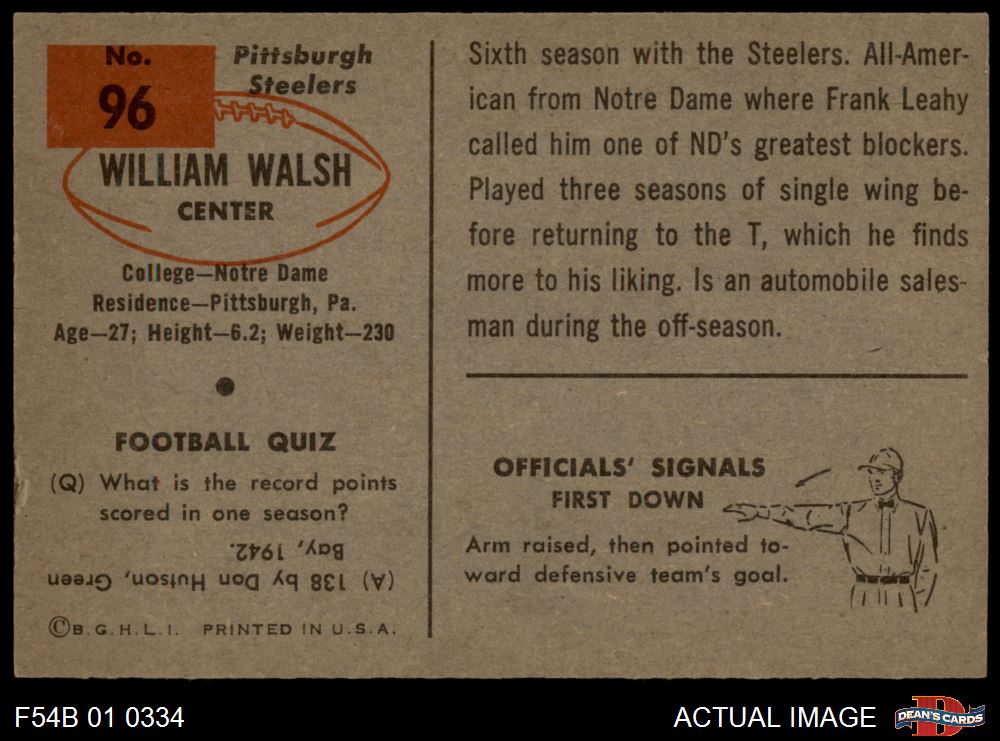 No.
96
Pittsburgh
Steelers
WILLIAM WALSH
CENTER
College—Notre Dame
Residence—Pittsburgh, Pa.
Age—27; Height—6.2; Weight—230
FOOTBALL QUIZ
(Q) What is the record points
scored in one season?
(A) 138 by Don Hutson, Green
Bay, 1942.
©B.G.H.L.I. PRINTED IN U.S.A.
Sixth season with the Steelers. All-Amer-
ican from Notre Dame where Frank Leahy
called him one of ND's greatest blockers.
Played three seasons of single wing be-
fore returning to the T, which he finds
more to his liking. Is an automobile sales-
man during the off-season.
OFFICIALS' SIGNALS
FIRST DOWN
Arm raised, then pointed to-
ward defensive team's goal.
F54B 01 0334
ACTUAL IMAGE
D
DEAN'S CARDS